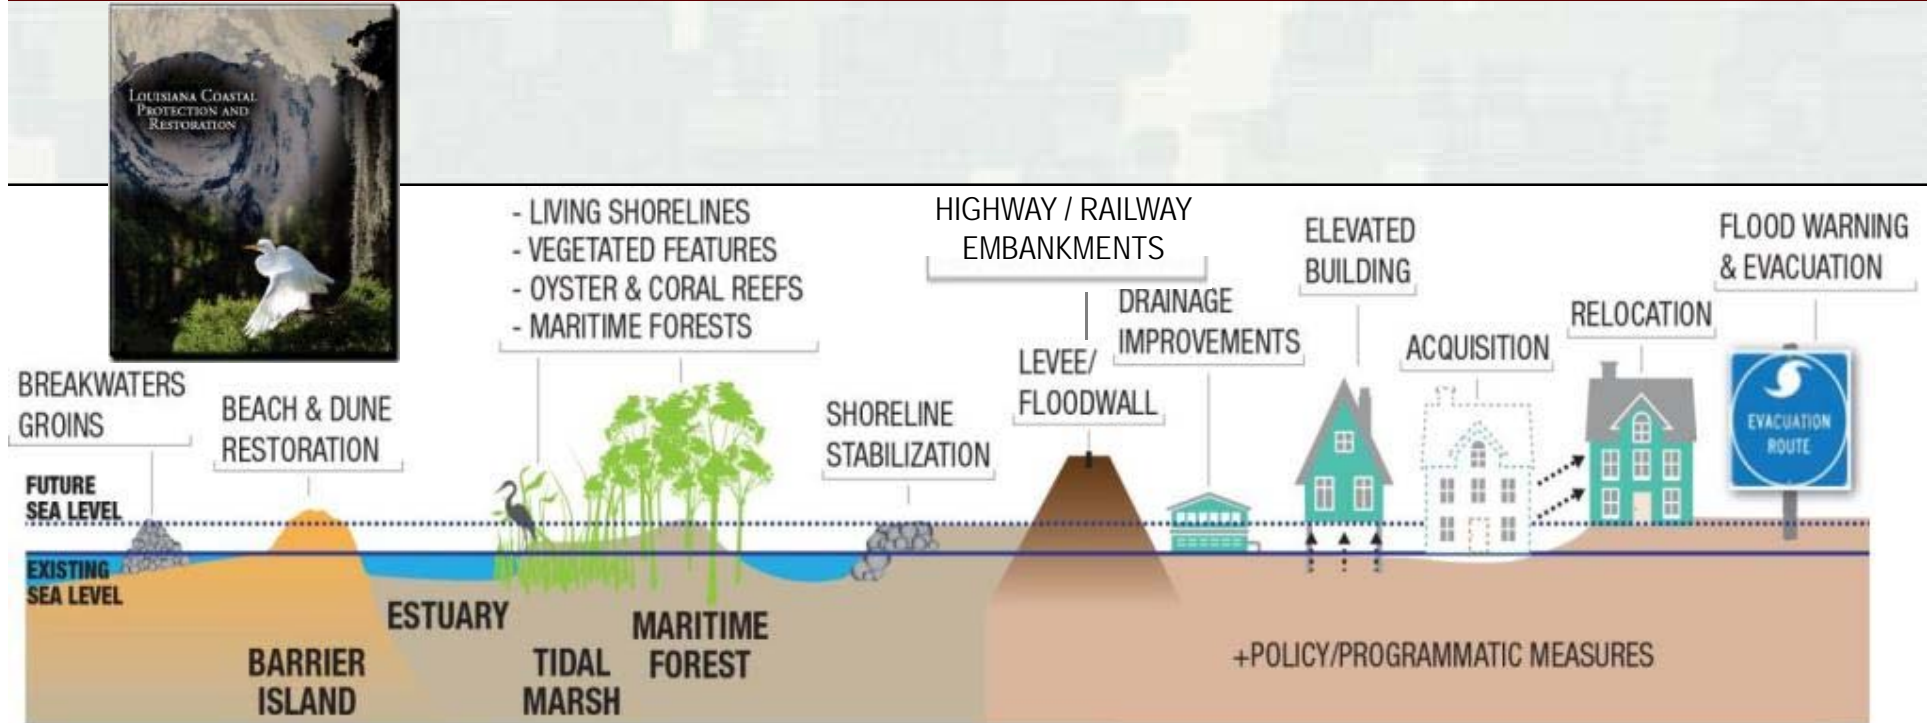 LOUISIANA COASTAL
PROTECTION AND
RESTORATION
- LIVING SHORELINES
- VEGETATED FEATURES
- OYSTER & CORAL REEFS
- MARITIME FORESTS
HIGHWAY / RAILWAY
EMBANKMENTS
ELEVATED
BUILDING
FLOOD WARNING
& EVACUATION
DRAINAGE
IMPROVEMENTS
RELOCATION
ACQUISITION
LEVEE/
FLOODWALL
BREAKWATERS
GROINS
BEACH & DUNE
RESTORATION
SHORELINE
STABILIZATION
EVACUATION
ROUTE
FUTURE
SEA LEVEL
EXISTING
SEA LEVEL
ESTUARY
BARRIER
ISLAND
TIDAL
MARSH
MARITIME
FOREST
+POLICY/PROGRAMMATIC MEASURES